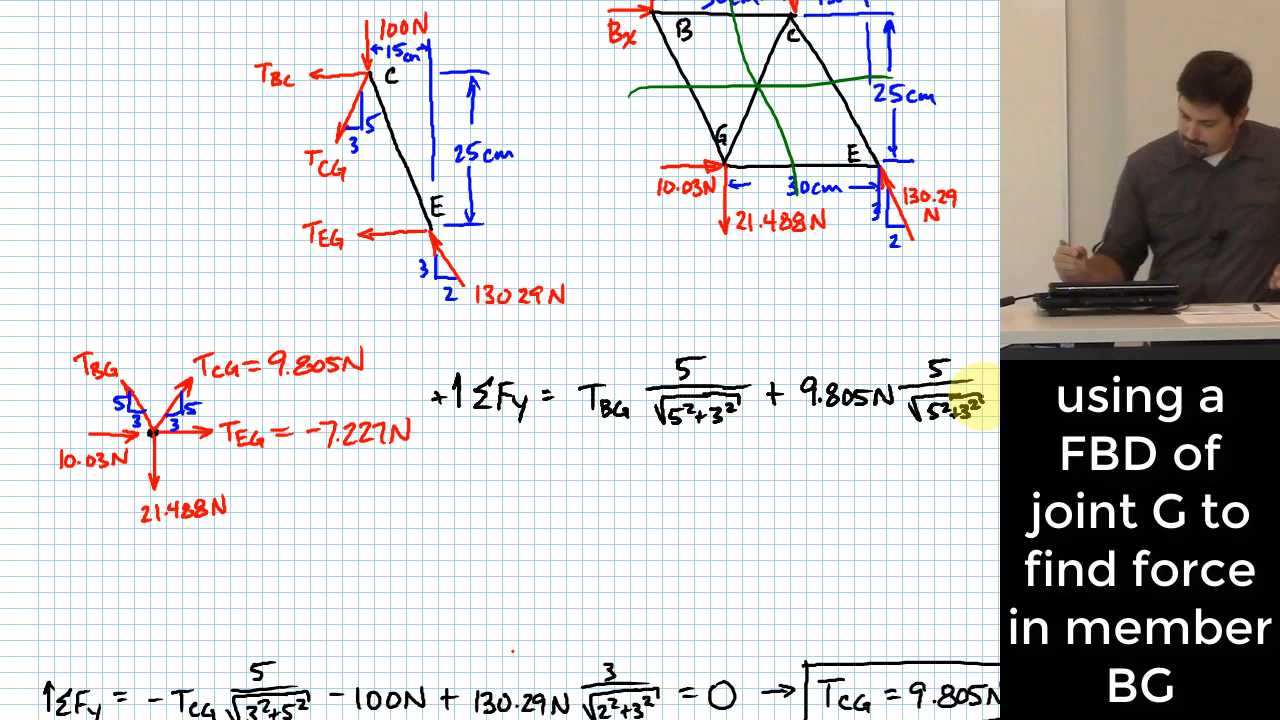 100N
15cm
T_BC
C
5
3
T_CG
25cm
E
T_EG
3
2
130.29N
Bx
B
C
25cm
G
E
10.03N
30cm
21.488N
3
2
130.29
N
T_BG
T_CG = 9.805N
5
3
3
5
T_EG = -7.227N
10.03N
21.488N
+↑ΣFy = T_BG 5/√(5²+3²) + 9.805N 5/√(5²+3²)
↑ΣFy = - T_CG 5/√(3²+5²) - 100N + 130.29N 3/√(2²+3²) = 0 → T_CG = 9.805N
using a
FBD of
joint G to
find force
in member
BG